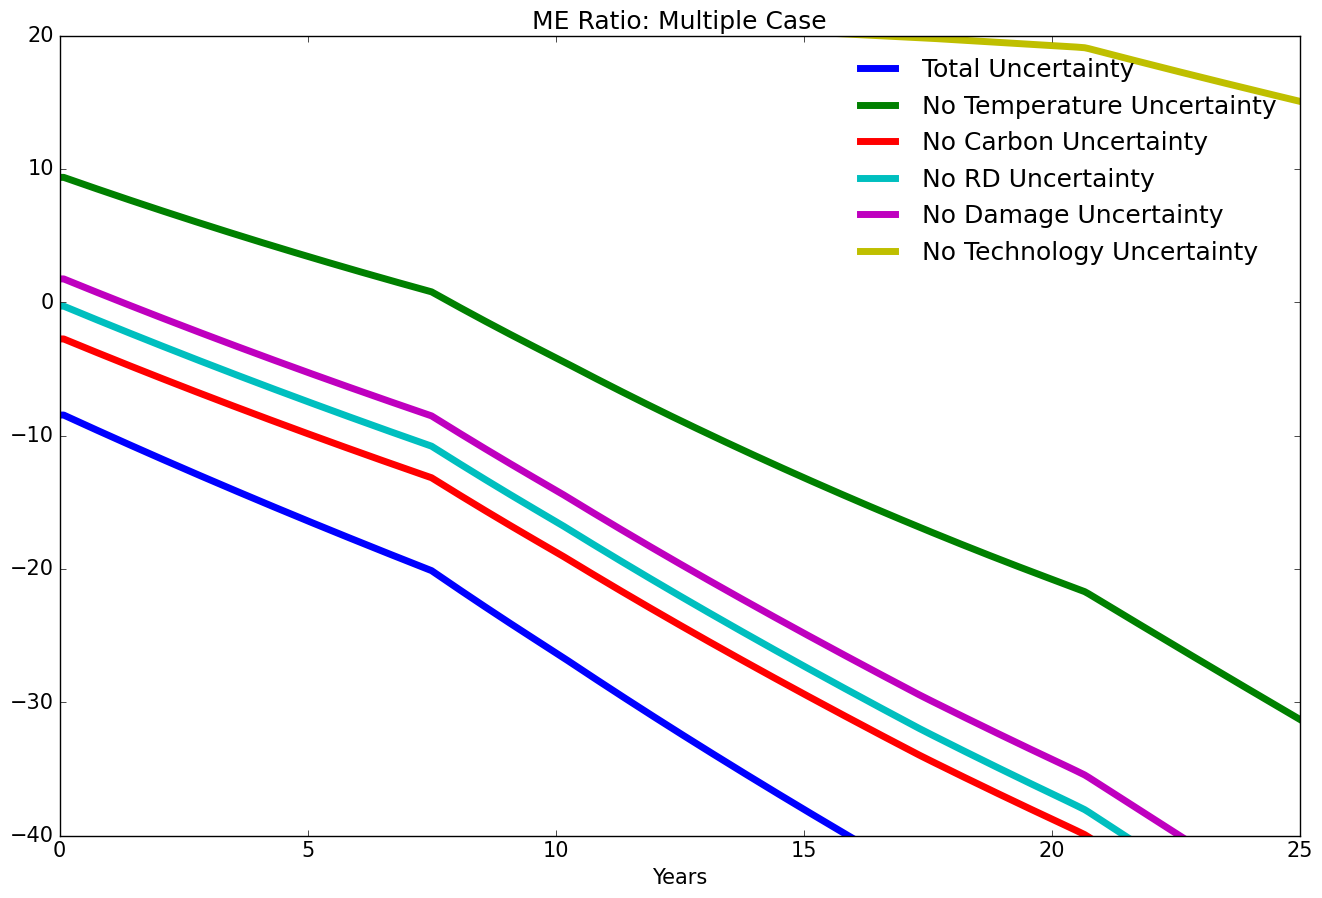 ME Ratio: Multiple Case
20
10
0
−10
−20
−30
−40
Total Uncertainty
No Temperature Uncertainty
No Carbon Uncertainty
No RD Uncertainty
No Damage Uncertainty
No Technology Uncertainty
0 5 10 15 20 25
Years